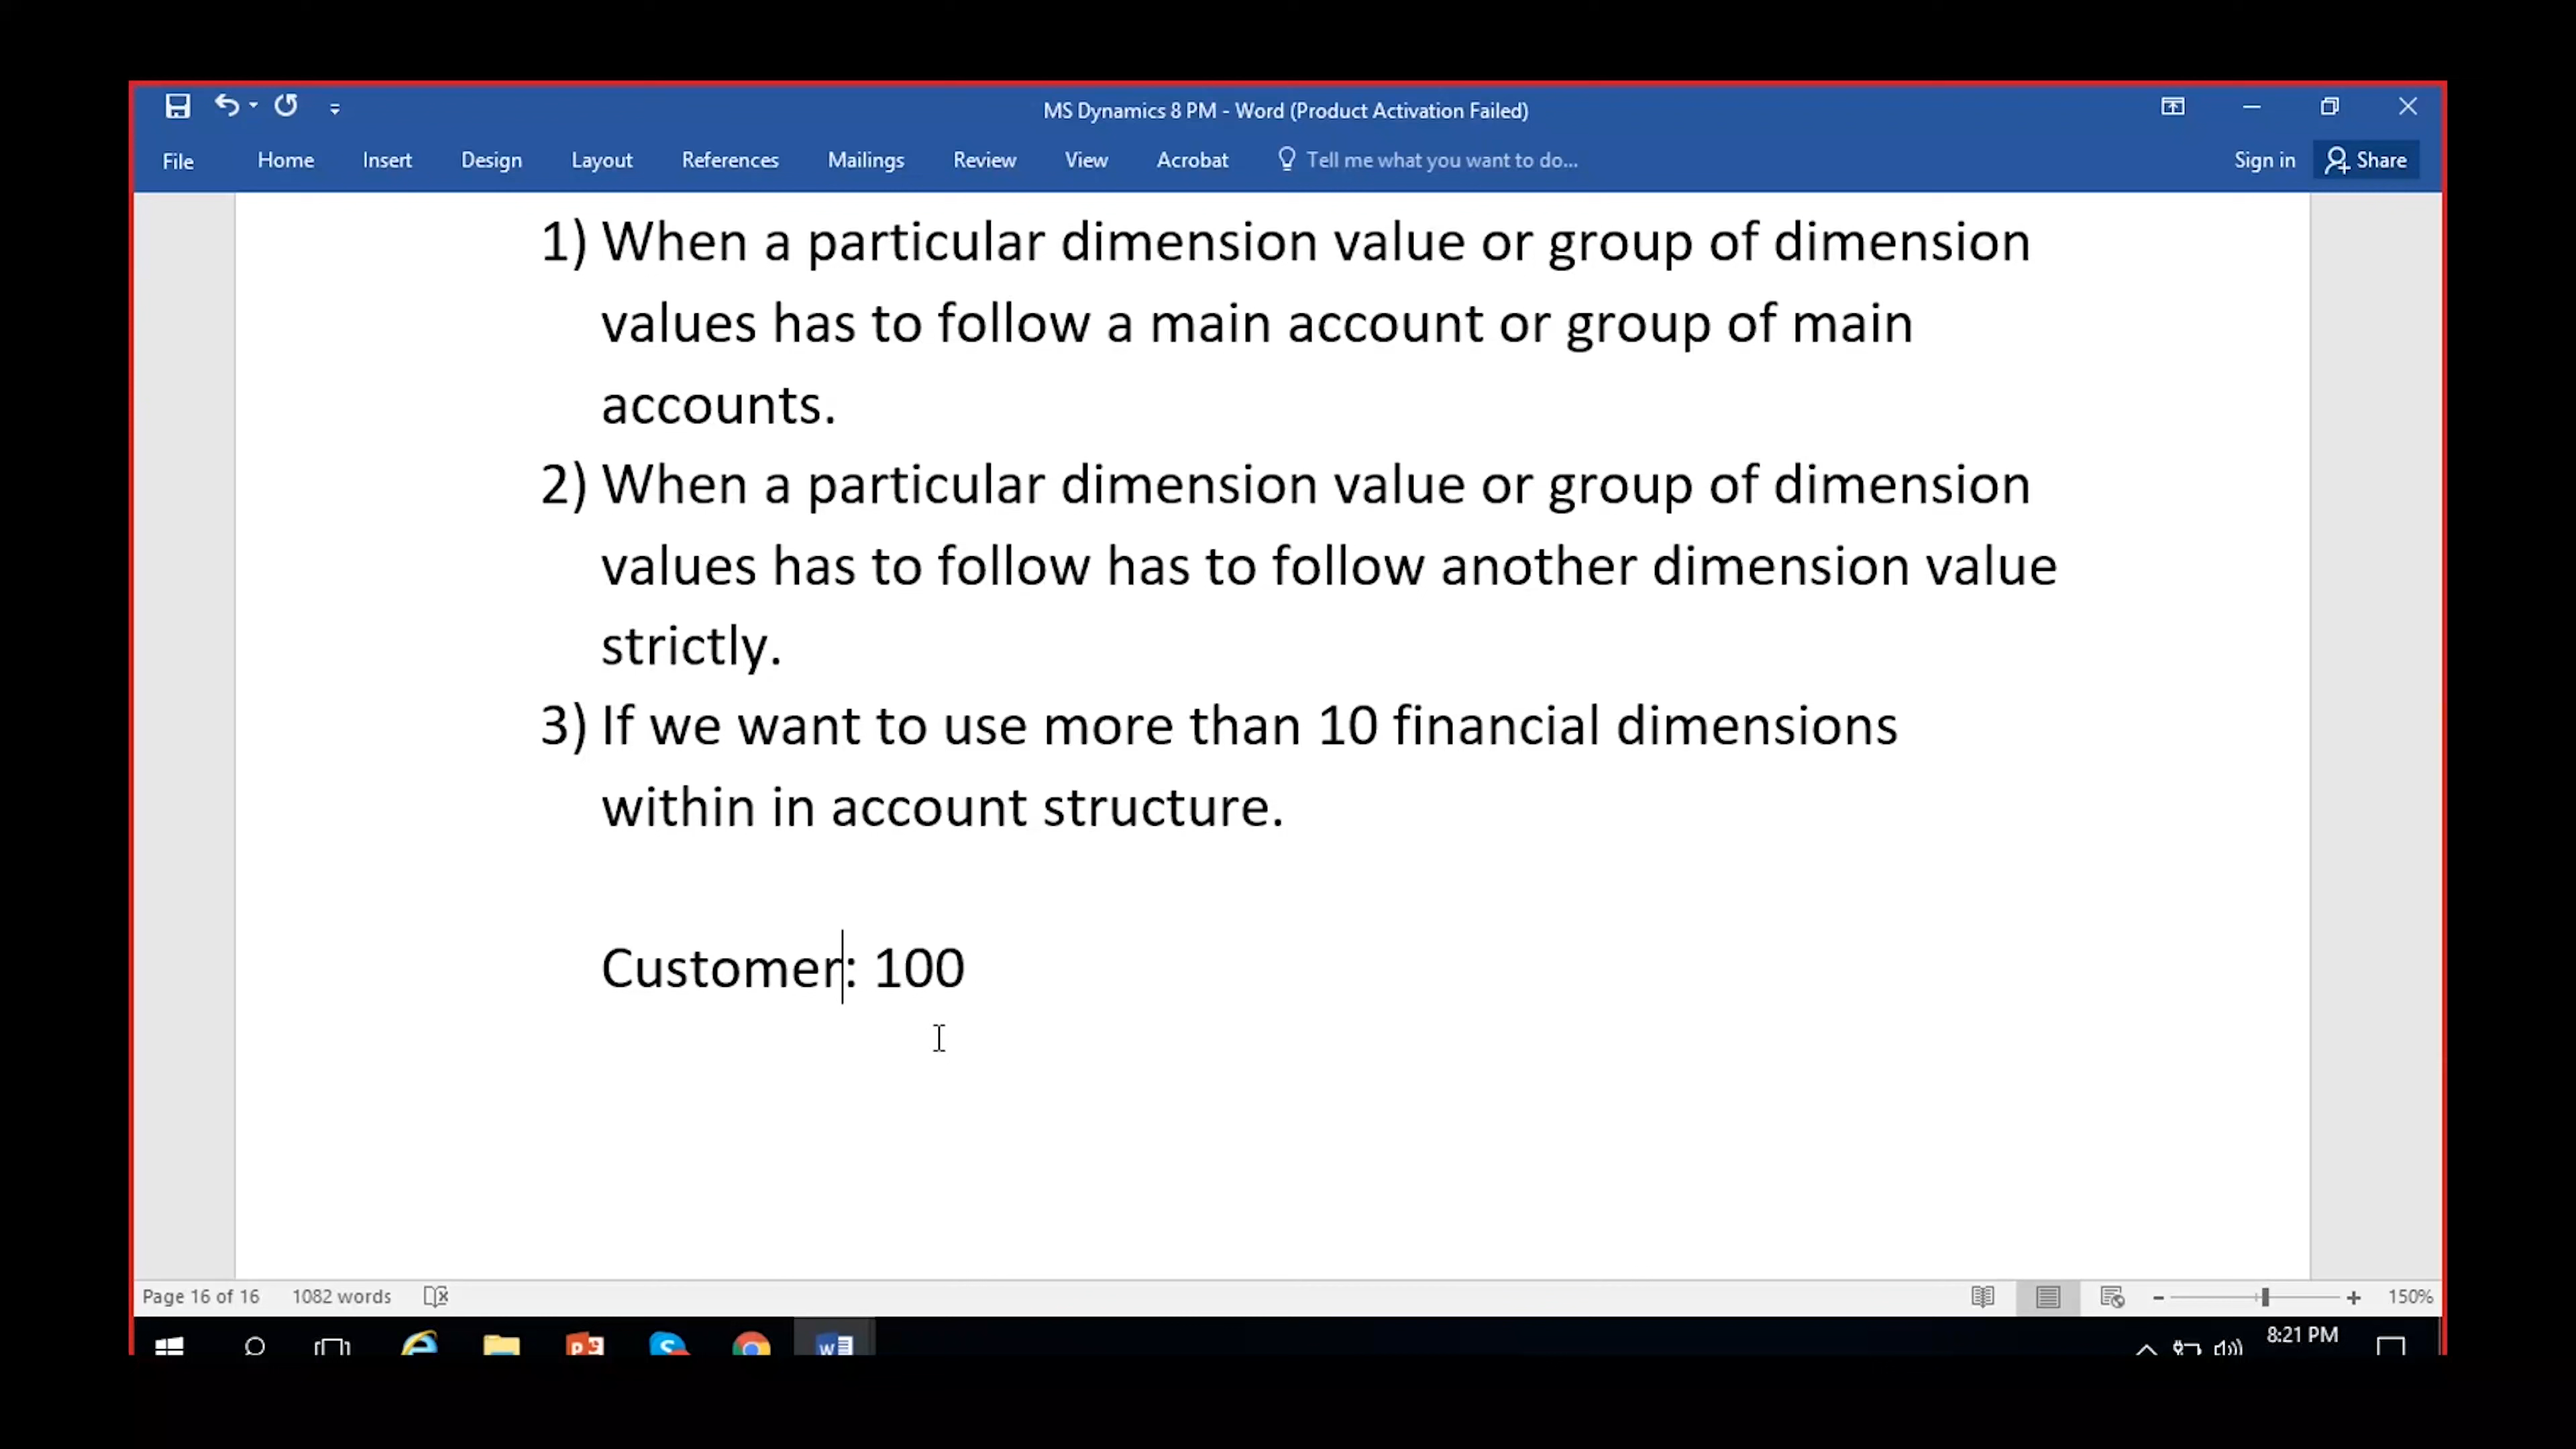 MS Dynamics 8 PM - Word (Product Activation Failed)
File Home Insert Design Layout References Mailings Review View Acrobat Tell me what you want to do... Sign in Share
1) When a particular dimension value or group of dimension
values has to follow a main account or group of main
accounts.
2) When a particular dimension value or group of dimension
values has to follow has to follow another dimension value
strictly.
3) If we want to use more than 10 financial dimensions
within in account structure.
Customer: 100
Page 16 of 16 1082 words 150%
8:21 PM